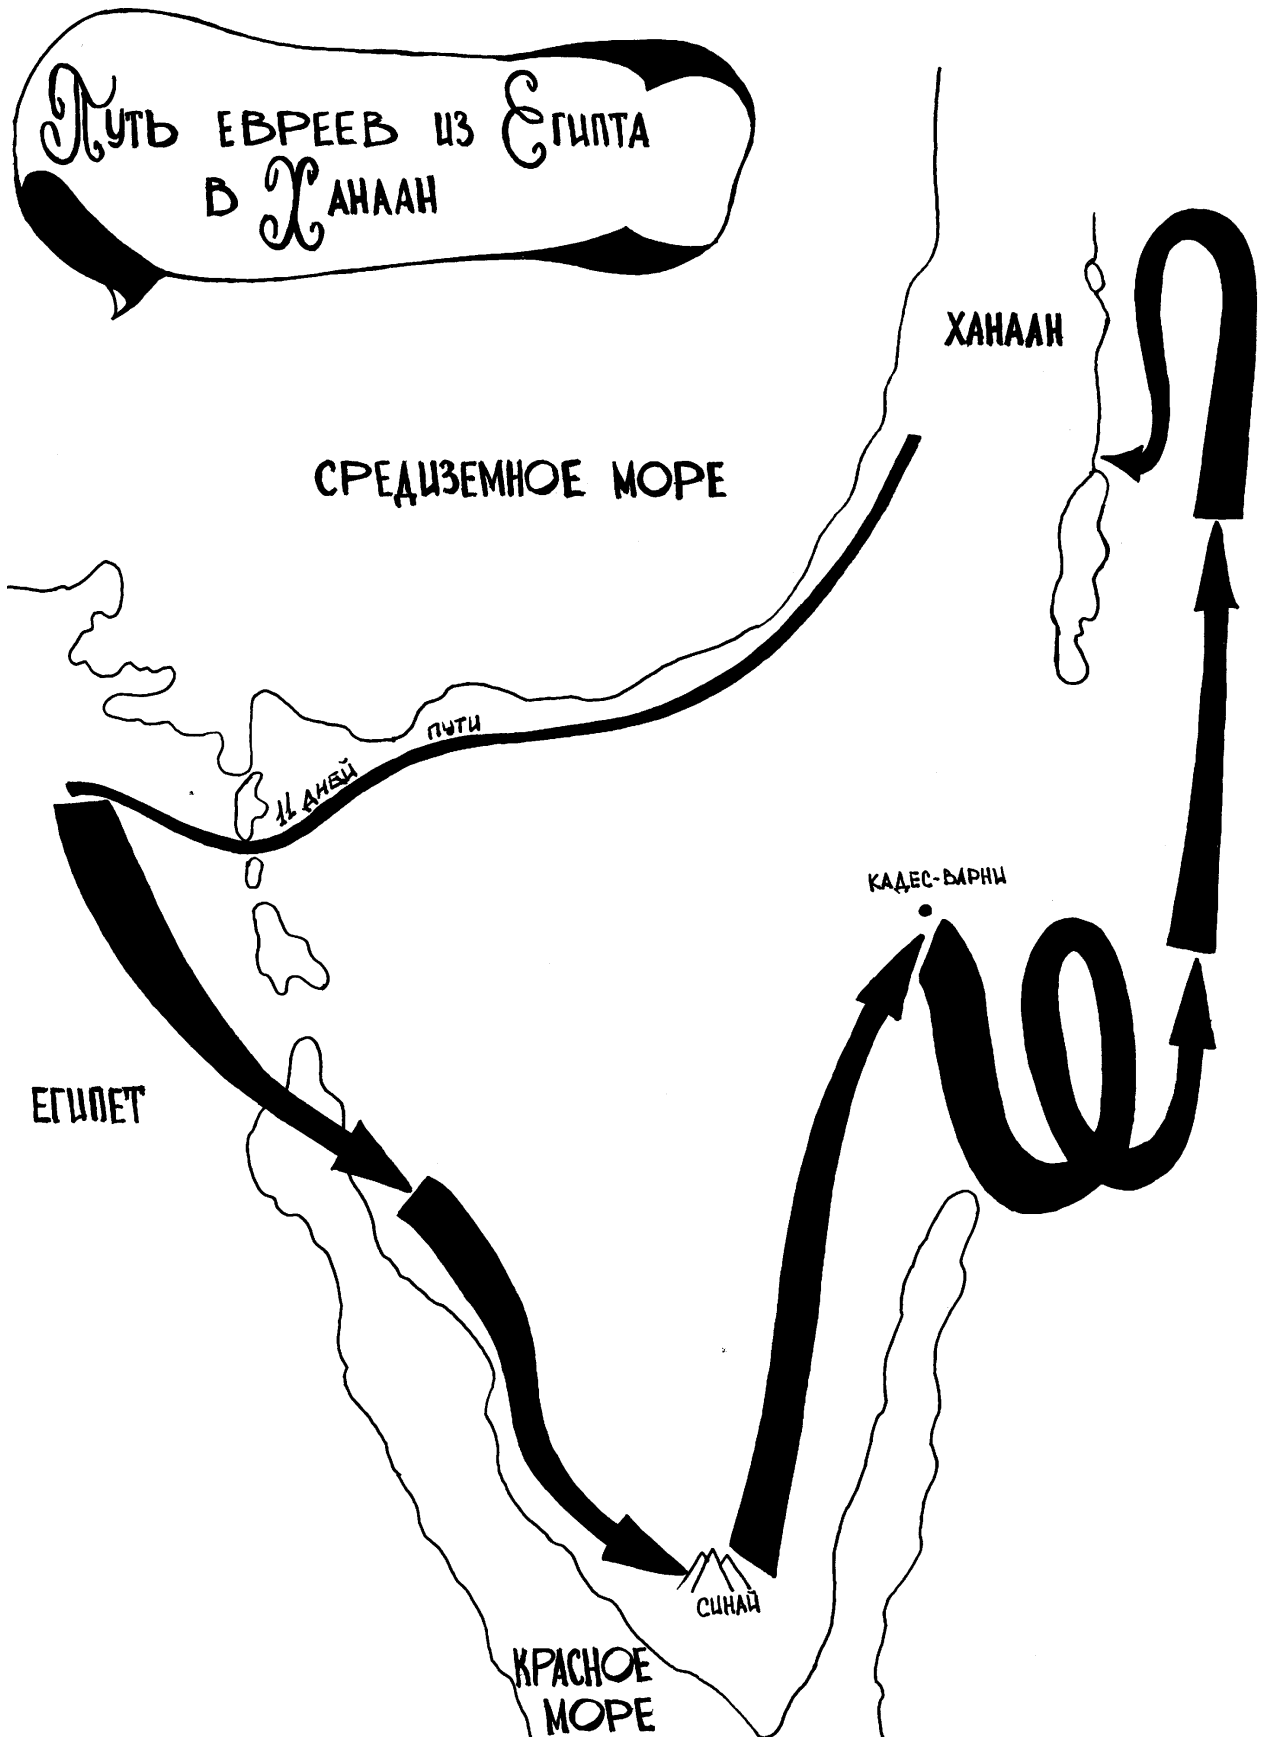 Путь евреев из Египта
в Ханаан
ХАНААН
СРЕДИЗЕМНОЕ МОРЕ
11 ДНЕЙ ПУТИ
КАДЕС-ВАРНИ
ЕГИПЕТ
СИНАЙ
КРАСНОЕ
МОРЕ